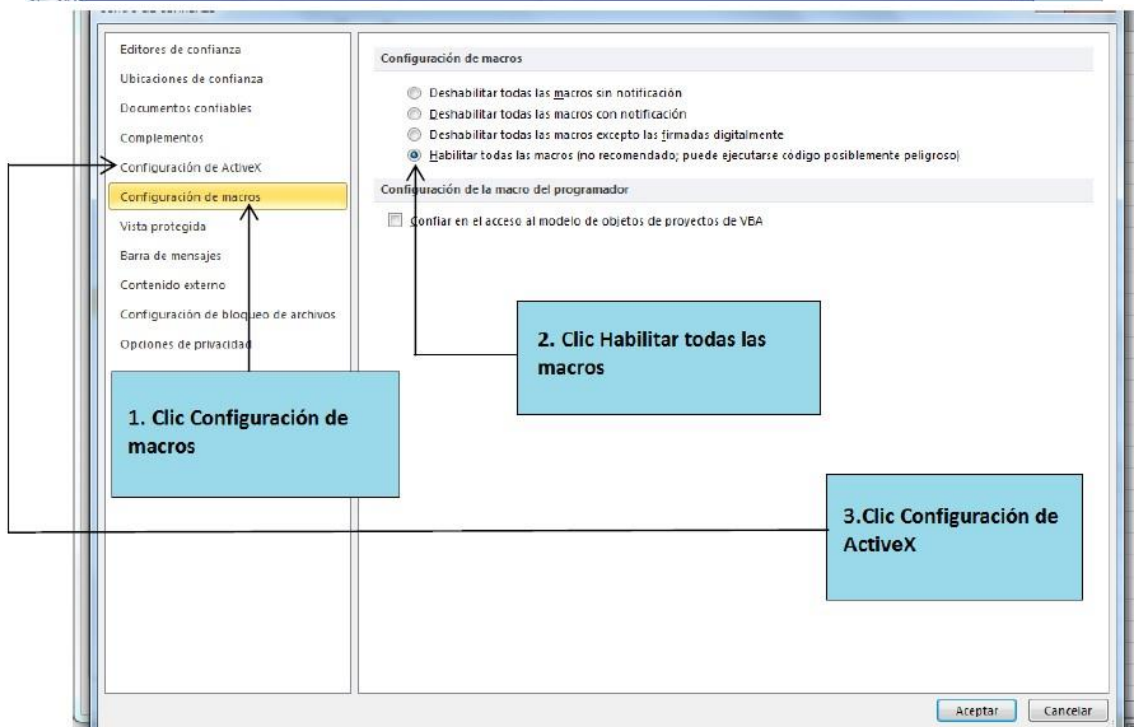 Editores de confianza
Ubicaciones de confianza
Documentos confiables
Complementos
Configuración de ActiveX
Configuración de macros
Vista protegida
Barra de mensajes
Contenido externo
Configuración de bloqueo de archivos
Opciones de privacidad
Configuración de macros
Deshabilitar todas las macros sin notificación
Deshabilitar todas las macros con notificación
Deshabilitar todas las macros excepto las firmadas digitalmente
Habilitar todas las macros (no recomendado; puede ejecutarse código posiblemente peligroso)
Configuración de la macro del programador
Confiar en el acceso al modelo de objetos de proyectos de VBA
2. Clic Habilitar todas las
macros
1. Clic Configuración de
macros
3.Clic Configuración de
ActiveX
Aceptar
Cancelar